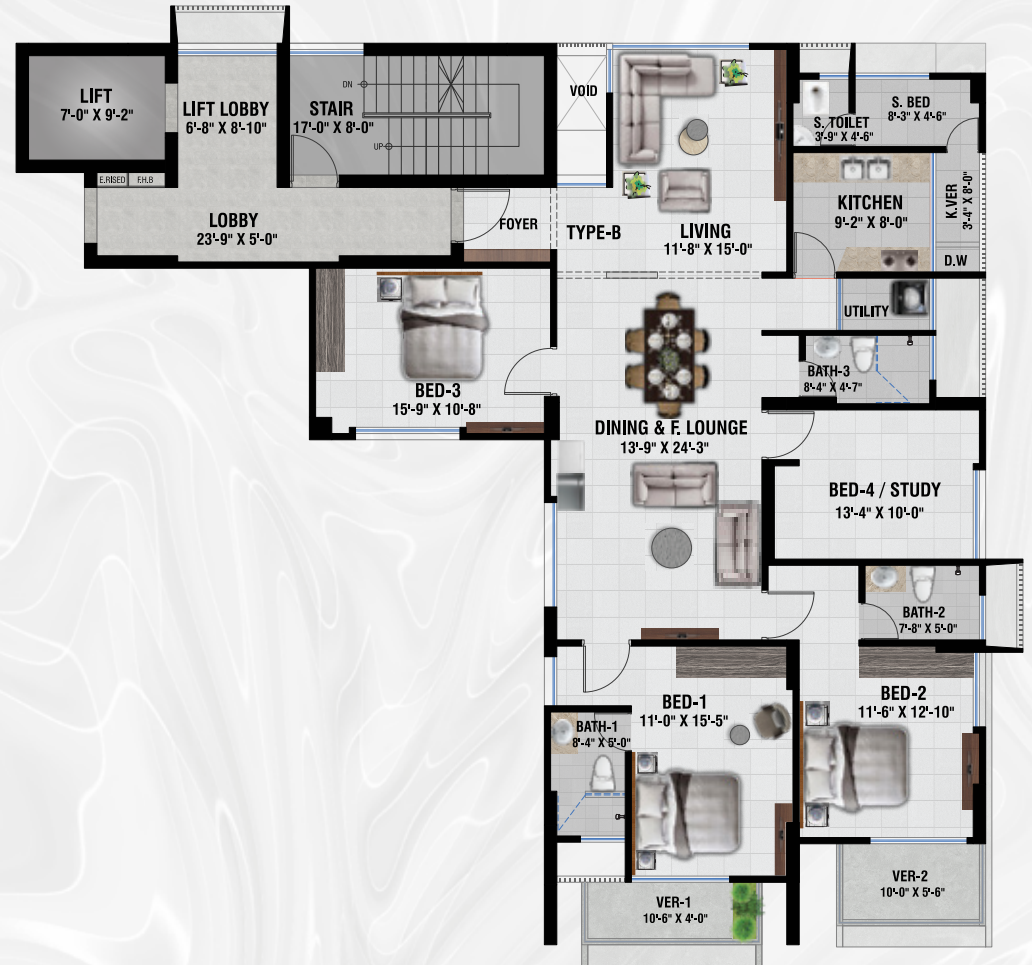 LIFT
7'-0" X 9'-2"
LIFT LOBBY
6'-8" X 8'-10"
STAIR
17'-0" X 8'-0"
DN
UP
VOID
S. BED
8'-3" X 4'-6"
S. TOILET
3'-9" X 4'-6"
E.RISED
F.H.B
LOBBY
23'-9" X 5'-0"
FOYER
TYPE-B
LIVING
11'-8" X 15'-0"
KITCHEN
9'-2" X 8'-0"
K.VER
3'-4" X 8'-0"
D.W
UTILITY
BATH-3
8'-4" X 4'-7"
BED-3
15'-9" X 10'-8"
DINING & F. LOUNGE
13'-9" X 24'-3"
BED-4 / STUDY
13'-4" X 10'-0"
BATH-2
7'-8" X 5'-0"
BED-1
11'-0" X 15'-5"
BED-2
11'-6" X 12'-10"
BATH-1
8'-4" X 5'-0"
VER-1
10'-6" X 4'-0"
VER-2
10'-0" X 5'-6"